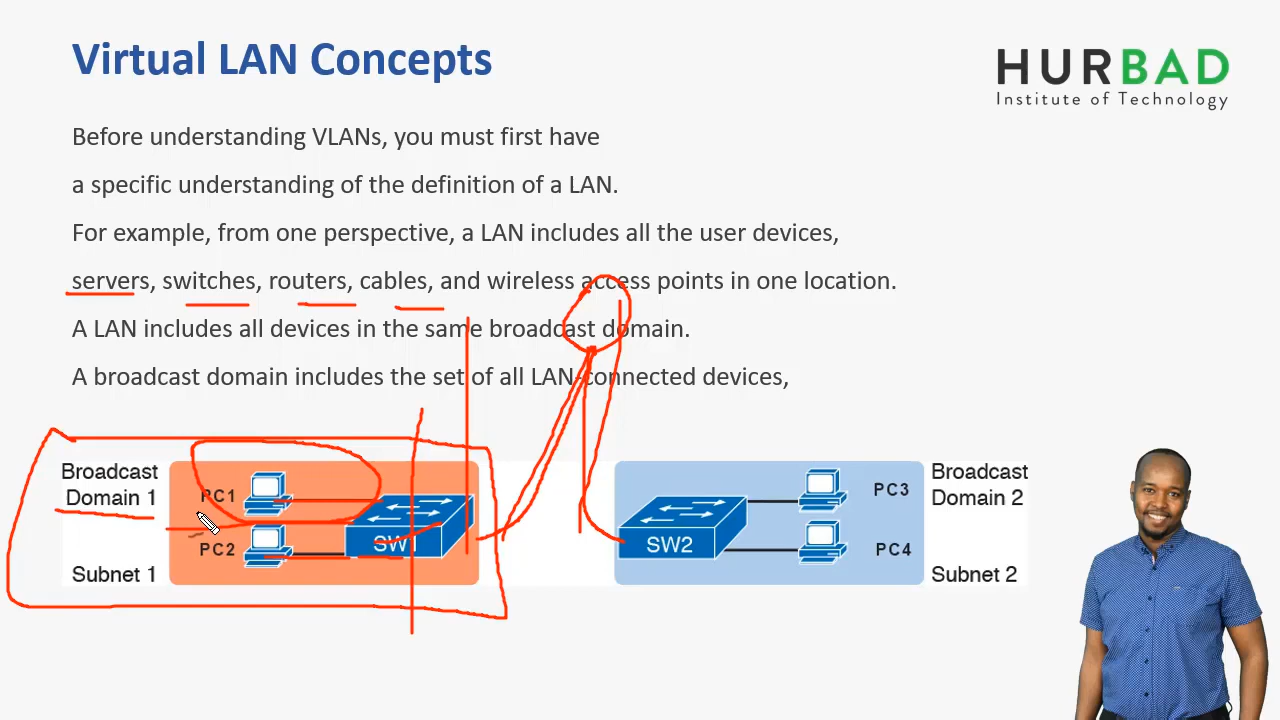 Virtual LAN Concepts
HURBAD
Institute of Technology
Before understanding VLANs, you must first have
a specific understanding of the definition of a LAN.
For example, from one perspective, a LAN includes all the user devices,
servers, switches, routers, cables, and wireless access points in one location.
A LAN includes all devices in the same broadcast domain.
A broadcast domain includes the set of all LAN-connected devices,
Broadcast
Domain 1
Subnet 1
PC1
PC2
SW
SW2
PC3
PC4
Broadcast
Domain 2
Subnet 2